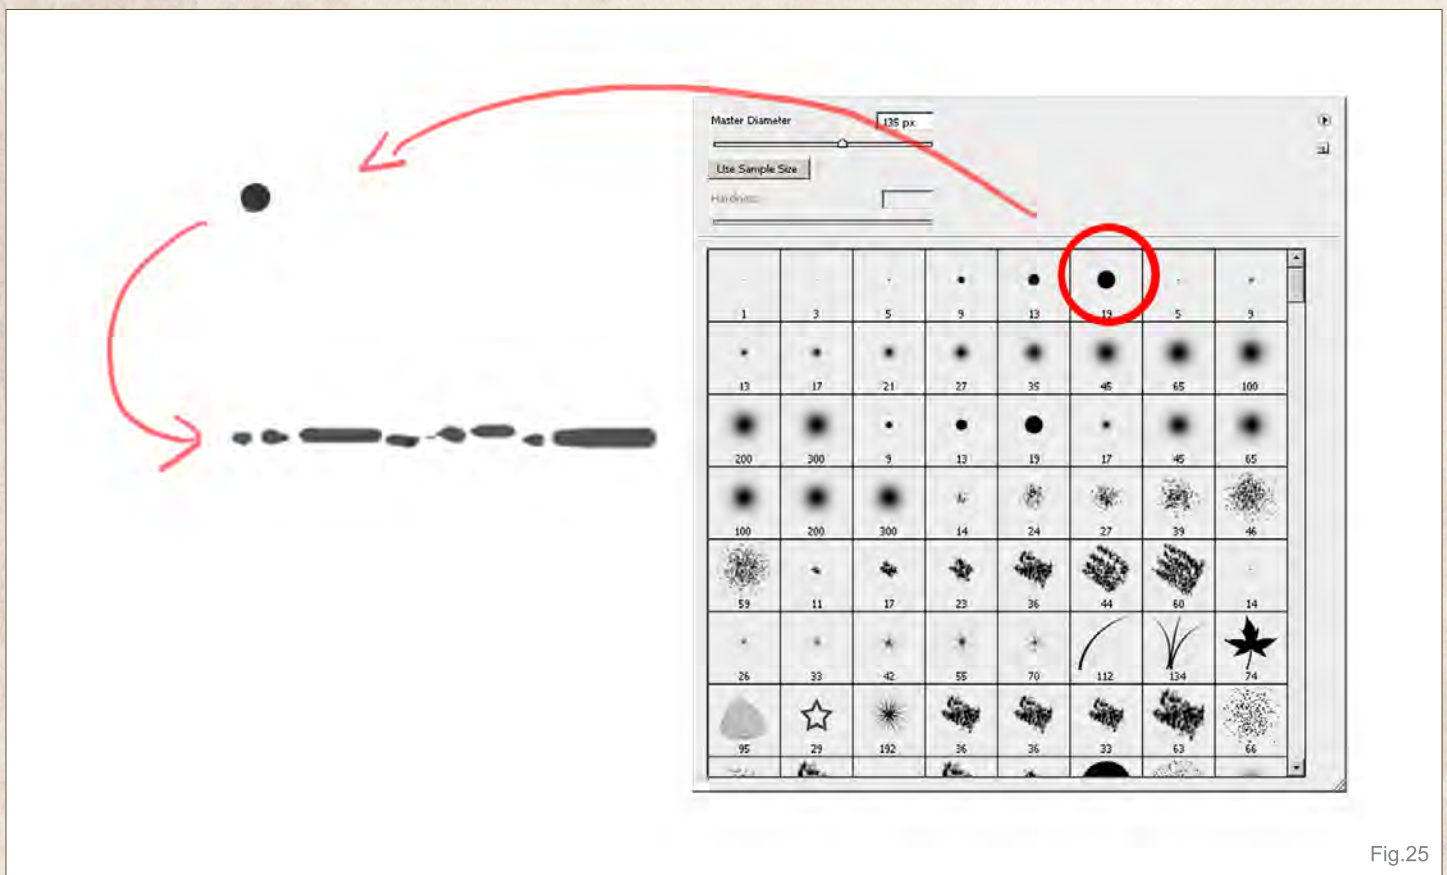 Master Diameter 135 px
Use Sample Size
Hardness:
1 3 5 9 13 19 5 9
13 17 21 27 35 45 65 100
200 300 9 13 19 17 45 65
100 200 300 14 24 27 39 46
59 11 17 23 36 44 60 14
26 33 42 55 70 112 134 74
95 29 192 36 36 33 63 66
Fig.25